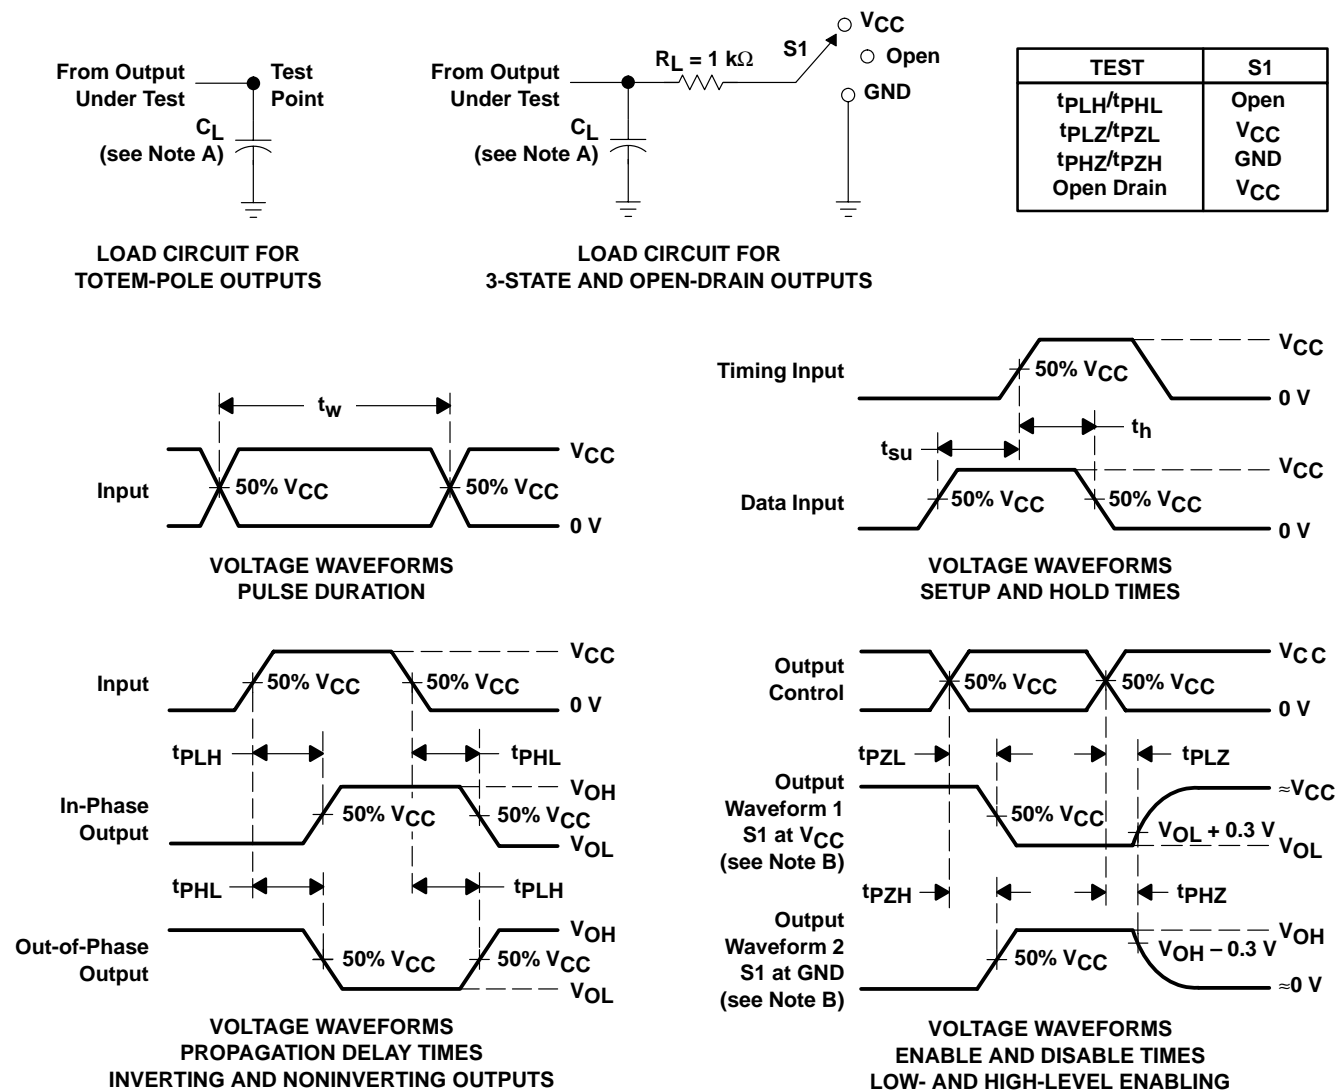 From Output
Under Test
Test
Point
CL
(see Note A)
LOAD CIRCUIT FOR
TOTEM-POLE OUTPUTS
From Output
Under Test
RL = 1 kΩ
S1
VCC
Open
GND
CL
(see Note A)
LOAD CIRCUIT FOR
3-STATE AND OPEN-DRAIN OUTPUTS
TEST S1
tPLH/tPHL Open
tPLZ/tPZL VCC
tPHZ/tPZH GND
Open Drain VCC
tw
Input
50% VCC
50% VCC
VCC
0 V
VOLTAGE WAVEFORMS
PULSE DURATION
Timing Input
50% VCC
VCC
0 V
tsu
th
Data Input
50% VCC
50% VCC
VCC
0 V
VOLTAGE WAVEFORMS
SETUP AND HOLD TIMES
Input
50% VCC
50% VCC
VCC
0 V
tPLH
tPHL
In-Phase
Output
50% VCC
50% VCC
VOH
VOL
tPHL
tPLH
Out-of-Phase
Output
50% VCC
50% VCC
VOH
VOL
VOLTAGE WAVEFORMS
PROPAGATION DELAY TIMES
INVERTING AND NONINVERTING OUTPUTS
Output
Control
50% VCC
50% VCC
VCC
0 V
tPZL
tPLZ
Output
Waveform 1
S1 at VCC
(see Note B)
50% VCC
VOL + 0.3 V
≈VCC
VOL
tPZH
tPHZ
Output
Waveform 2
S1 at GND
(see Note B)
50% VCC
VOH − 0.3 V
VOH
≈0 V
VOLTAGE WAVEFORMS
ENABLE AND DISABLE TIMES
LOW- AND HIGH-LEVEL ENABLING